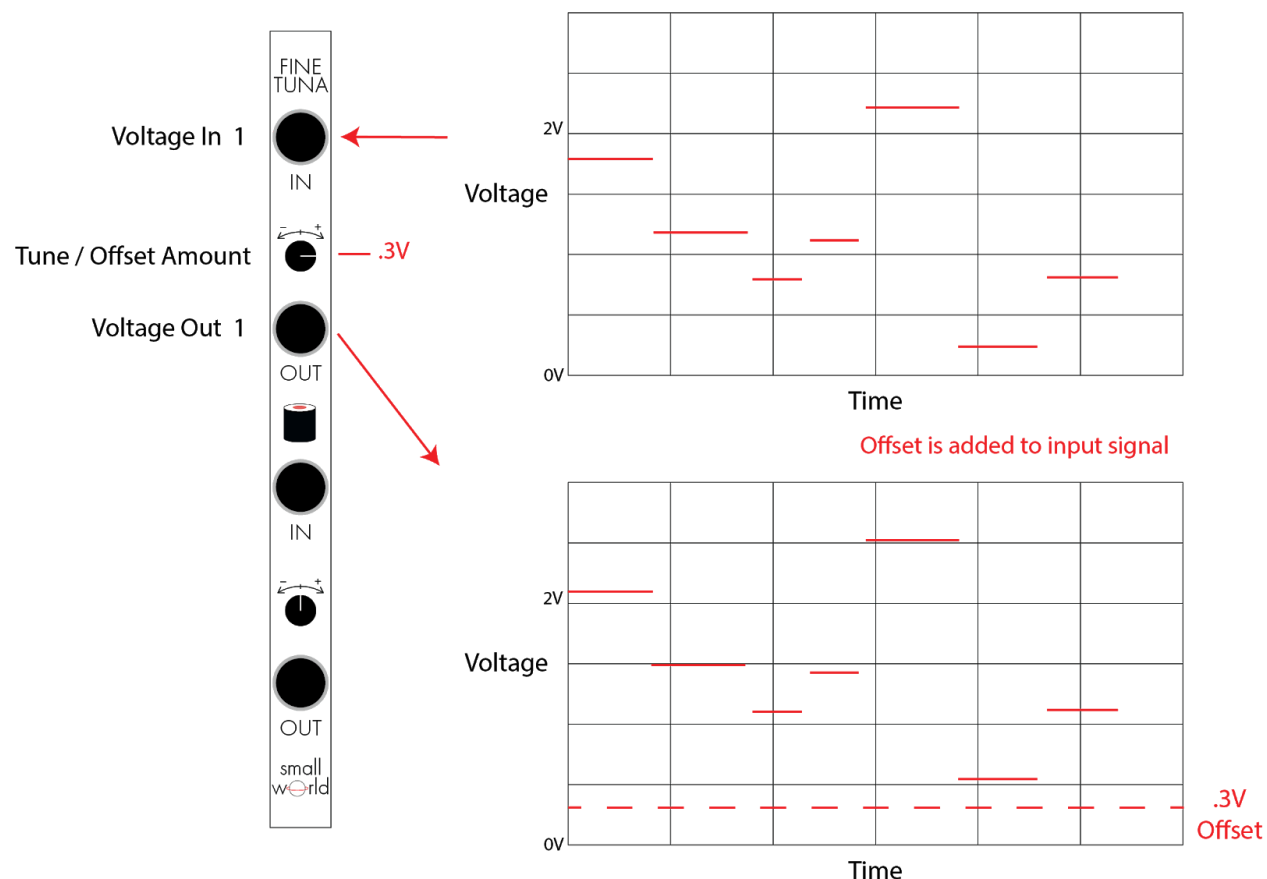 FINE
TUNA
Voltage In 1
IN
− +
Tune / Offset Amount
.3V
Voltage Out 1
OUT
IN
− +
OUT
small
world
2V
Voltage
0V
Time
Offset is added to input signal
2V
Voltage
.3V
Offset
0V
Time